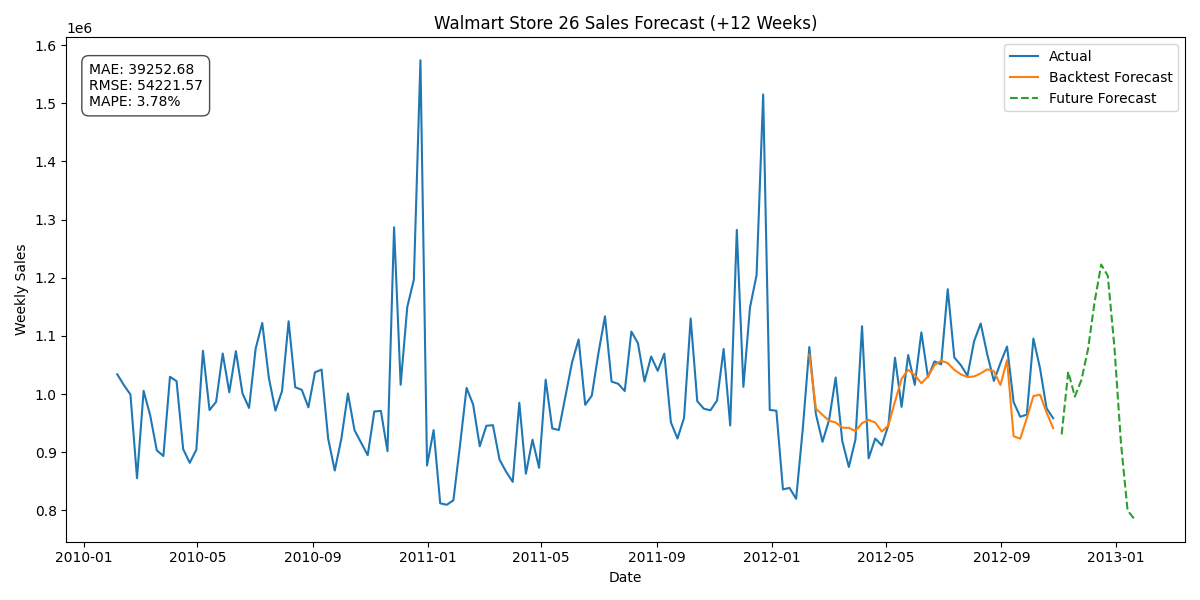 Walmart Store 26 Sales Forecast (+12 Weeks)
1e6
MAE: 39252.68
RMSE: 54221.57
MAPE: 3.78%
Actual
Backtest Forecast
Future Forecast
Weekly Sales
1.6
1.5
1.4
1.3
1.2
1.1
1.0
0.9
0.8
2010-01 2010-05 2010-09 2011-01 2011-05 2011-09 2012-01 2012-05 2012-09 2013-01
Date